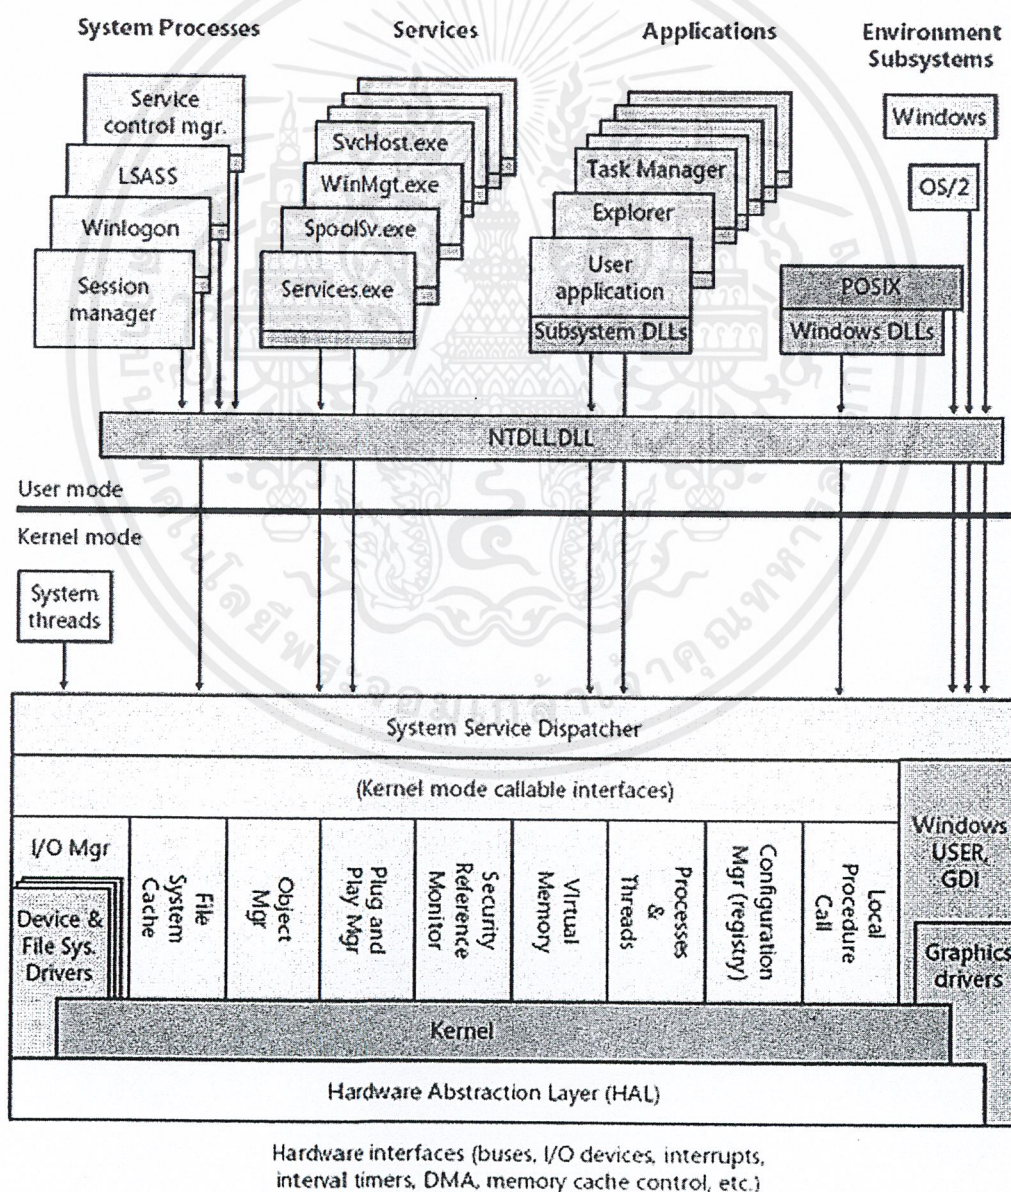 System Processes
Services
Applications
Environment
Subsystems
Service
control mgr.
LSASS
Winlogon
Session
manager
SvcHost.exe
WinMgt.exe
SpoolSv.exe
Services.exe
Task Manager
Explorer
User
application
Subsystem DLLs
Windows
OS/2
POSIX
Windows DLLs
NTDLL.DLL
User mode
Kernel mode
System
threads
System Service Dispatcher
(Kernel mode callable interfaces)
I/O Mgr
Device &
File Sys.
Drivers
File
System
Cache
Object
Mgr
Plug and
Play Mgr
Security
Reference
Monitor
Virtual
Memory
Processes
&
Threads
Configuration
Mgr (registry)
Local
Procedure
Call
Windows
USER,
GDI
Graphics
drivers
Kernel
Hardware Abstraction Layer (HAL)
Hardware interfaces (buses, I/O devices, interrupts,
interval timers, DMA, memory cache control, etc.)